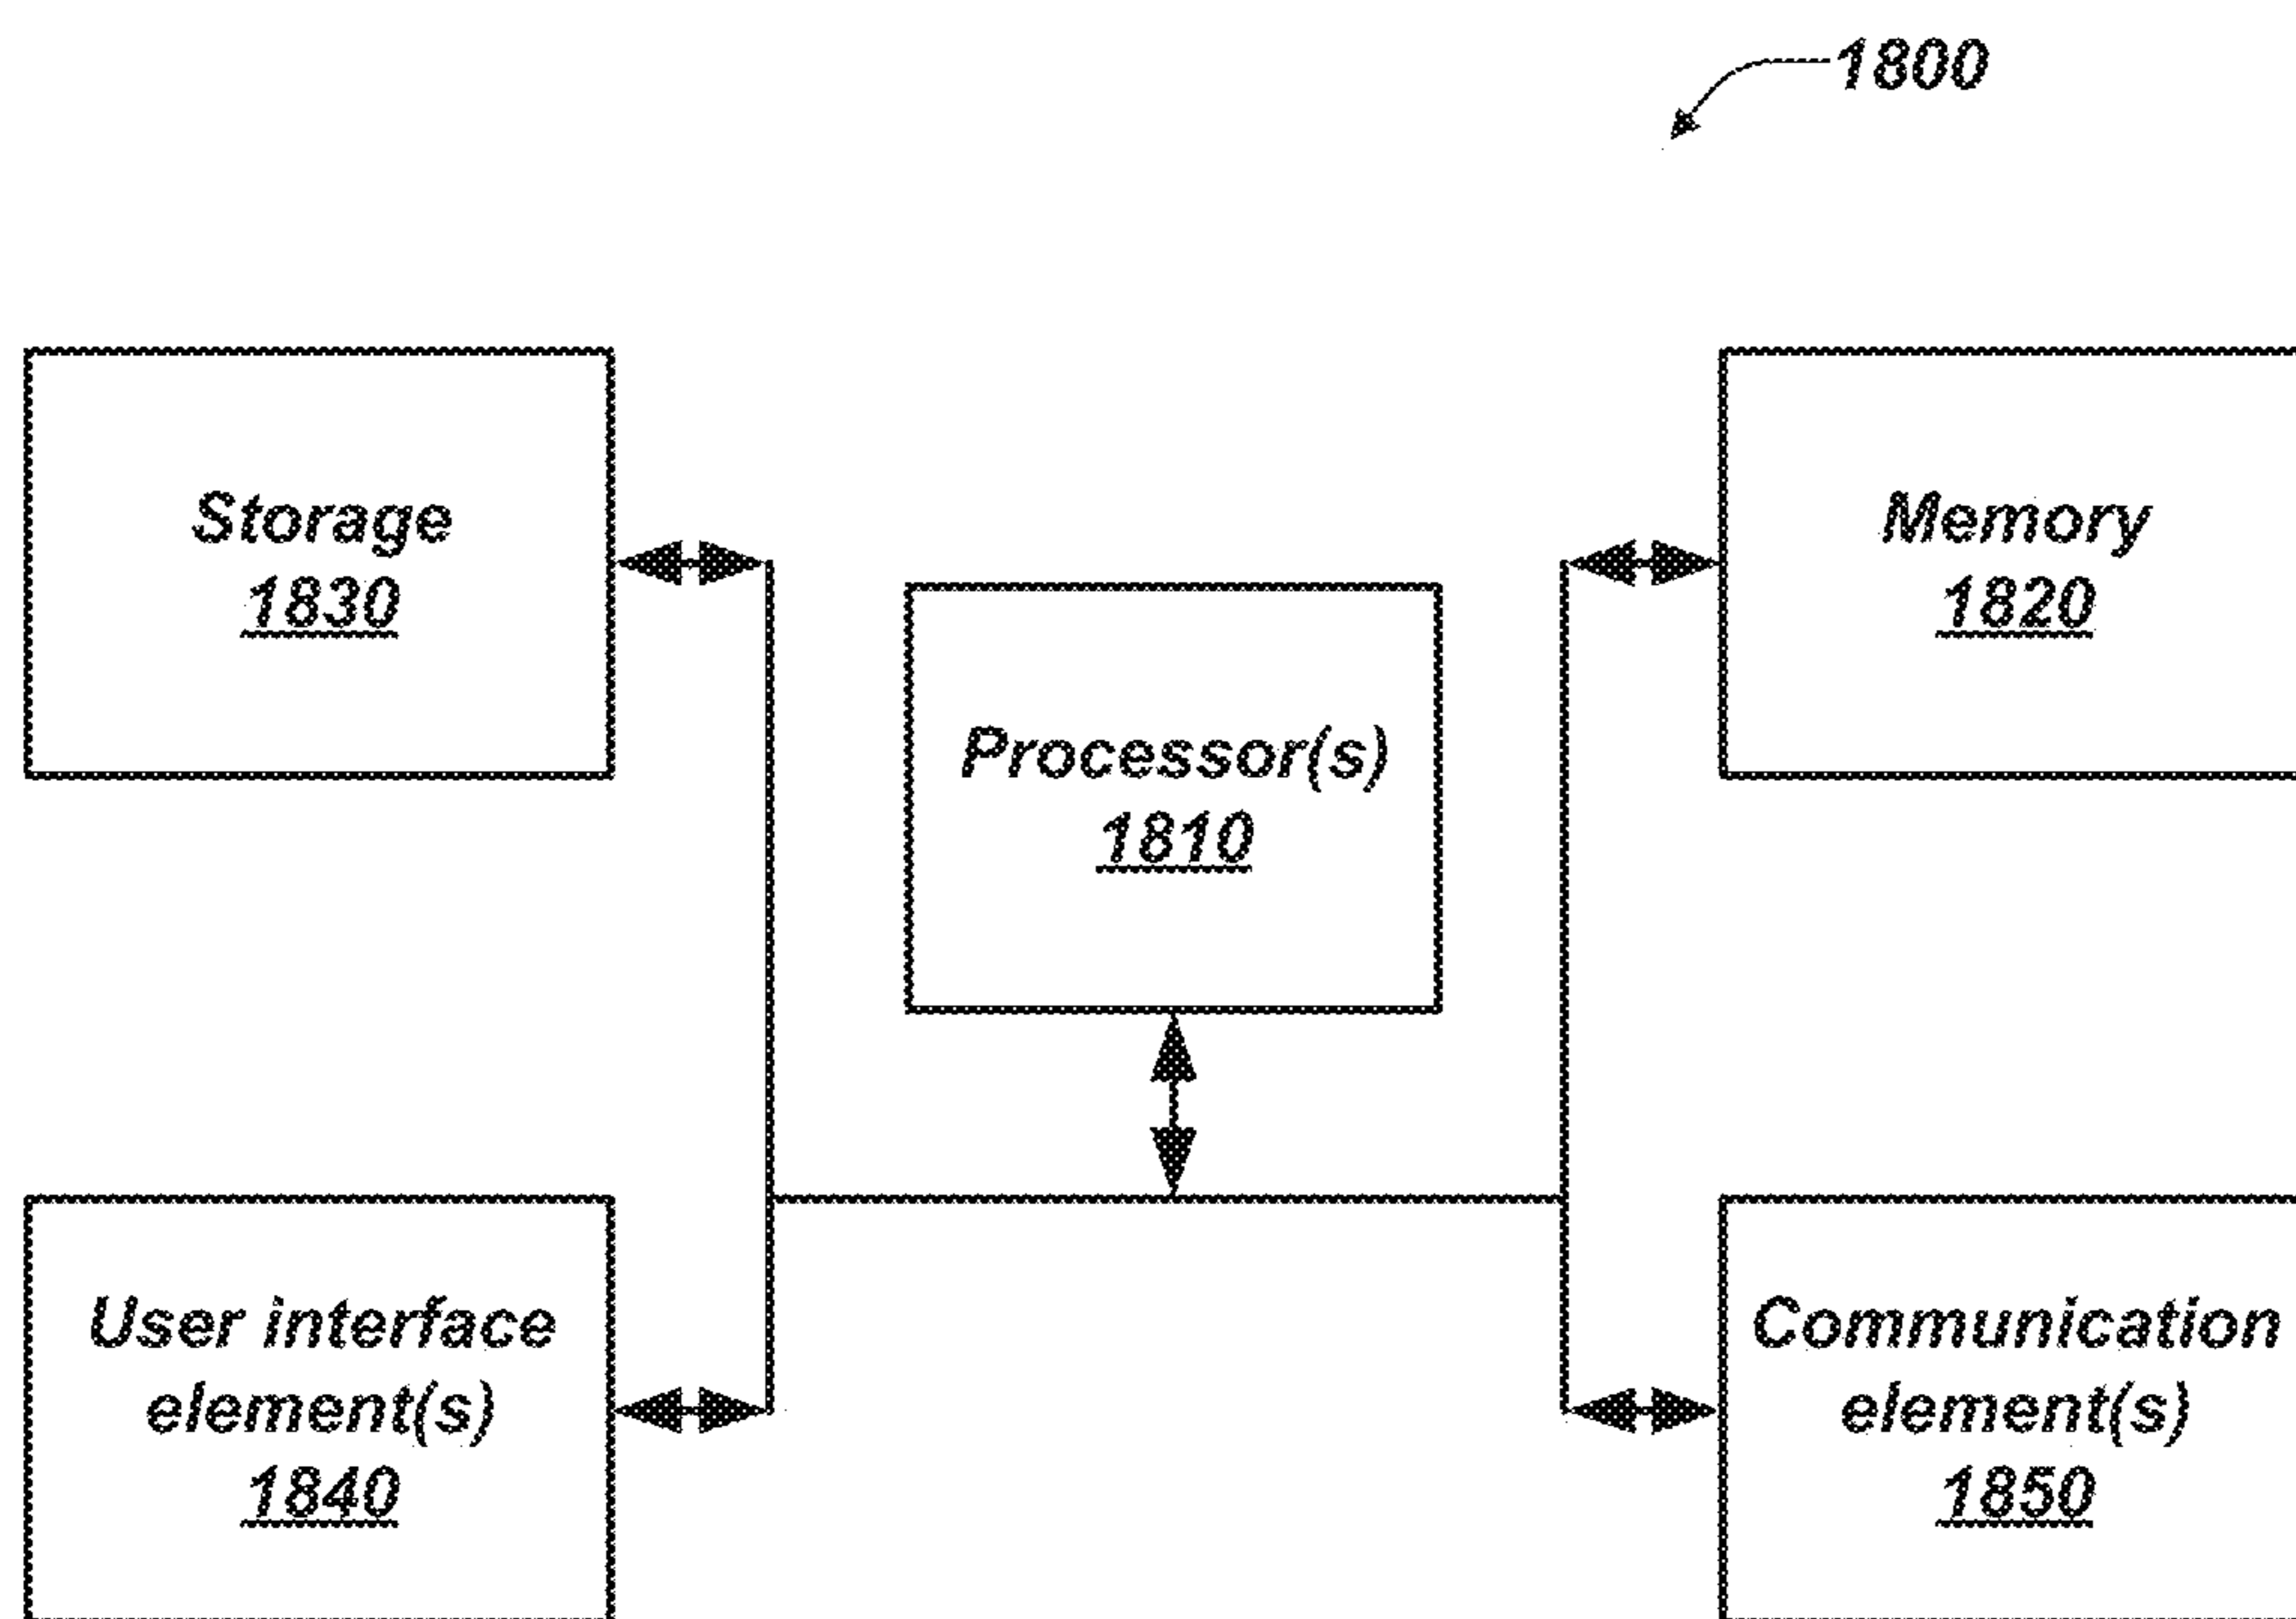 1800
Storage
1830
Memory
1820
Processor(s)
1810
User interface
element(s)
1840
Communication
element(s)
1850